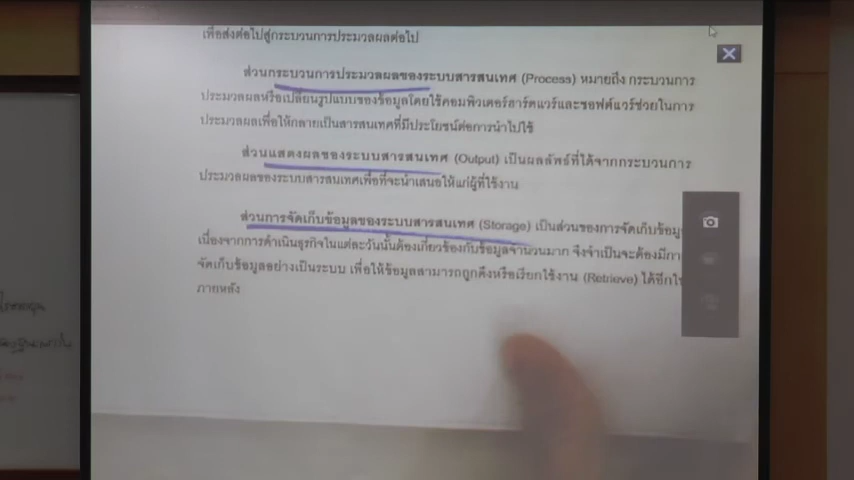 เพื่อส่งต่อไปสู่กระบวนการประมวลผลต่อไป
ส่วนกระบวนการประมวลผลของระบบสารสนเทศ (Process) หมายถึง กระบวนการ
ประมวลผลหรือเปลี่ยนรูปแบบของข้อมูลโดยใช้คอมพิวเตอร์ฮาร์ดแวร์และซอฟต์แวร์ช่วยในการ
ประมวลผลเพื่อให้กลายเป็นสารสนเทศที่มีประโยชน์ต่อการนำไปใช้
ส่วนแสดงผลของระบบสารสนเทศ (Output) เป็นผลลัพธ์ที่ได้จากกระบวนการ
ประมวลผลของระบบสารสนเทศเพื่อที่จะนำเสนอให้แก่ผู้ที่ใช้งาน
ส่วนการจัดเก็บข้อมูลของระบบสารสนเทศ (Storage) เป็นส่วนของการจัดเก็บข้อมู
เนื่องจากการดำเนินธุรกิจในแต่ละวันนั้นต้องเกี่ยวข้องกับข้อมูลจำนวนมาก จึงจำเป็นจะต้องมีกา
จัดเก็บข้อมูลอย่างเป็นระบบ เพื่อให้ข้อมูลสามารถถูกดึงหรือเรียกใช้งาน (Retrieve) ได้อีกใ
ภายหลัง